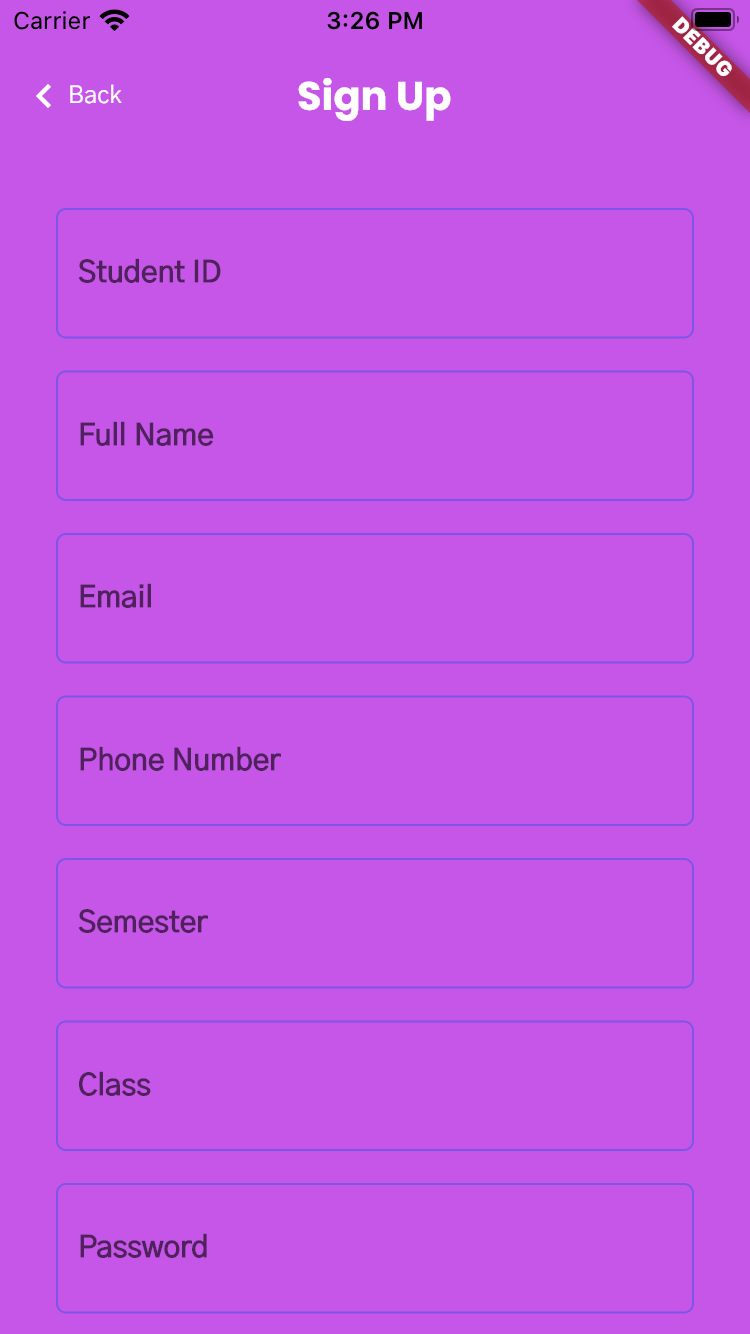 Carrier 3:26 PM
DEBUG
Back Sign Up
Student ID
Full Name
Email
Phone Number
Semester
Class
Password